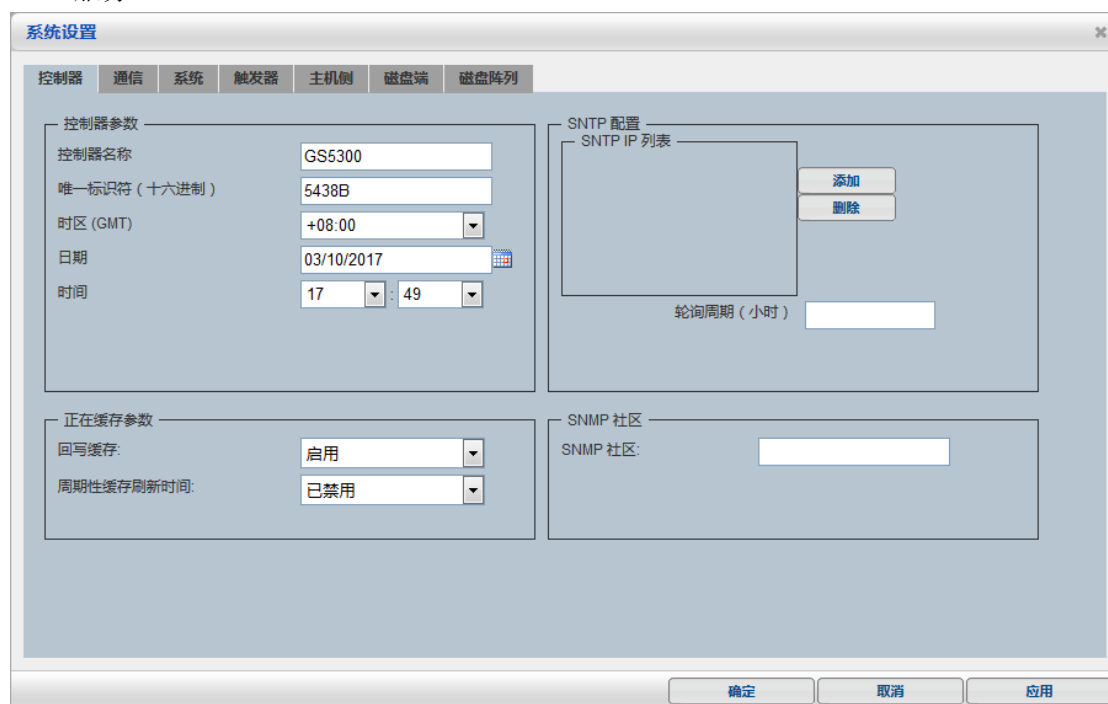 系统设置
控制器 通信 系统 触发器 主机侧 磁盘端 磁盘阵列
控制器参数
控制器名称 GS5300
唯一标识符 ( 十六进制 ) 5438B
时区 (GMT) +08:00
日期 03/10/2017
时间 17 : 49
SNTP 配置
SNTP IP 列表
添加
删除
轮询周期 ( 小时 )
正在缓存参数
回写缓存: 启用
周期性缓存刷新时间: 已禁用
SNMP 社区
SNMP 社区:
确定 取消 应用